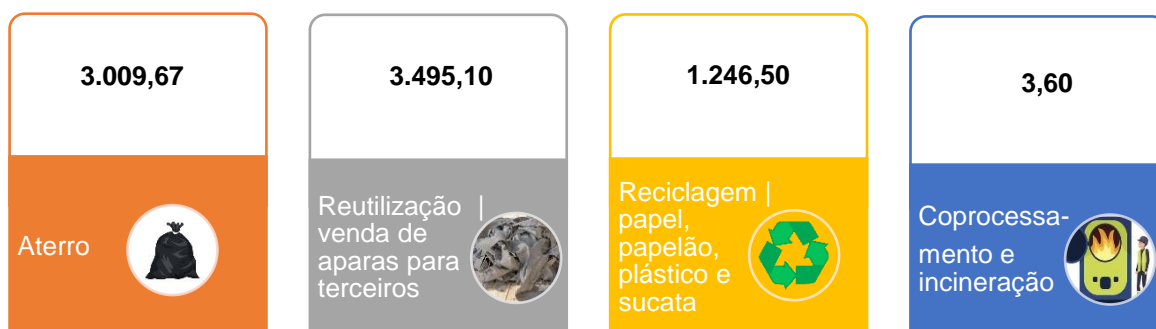 3.009,67
Aterro
3.495,10
Reutilização |
venda de
aparas para
terceiros
1.246,50
Reciclagem |
papel,
papelão,
plástico e
sucata
3,60
Coprocessa-
mento e
incineração